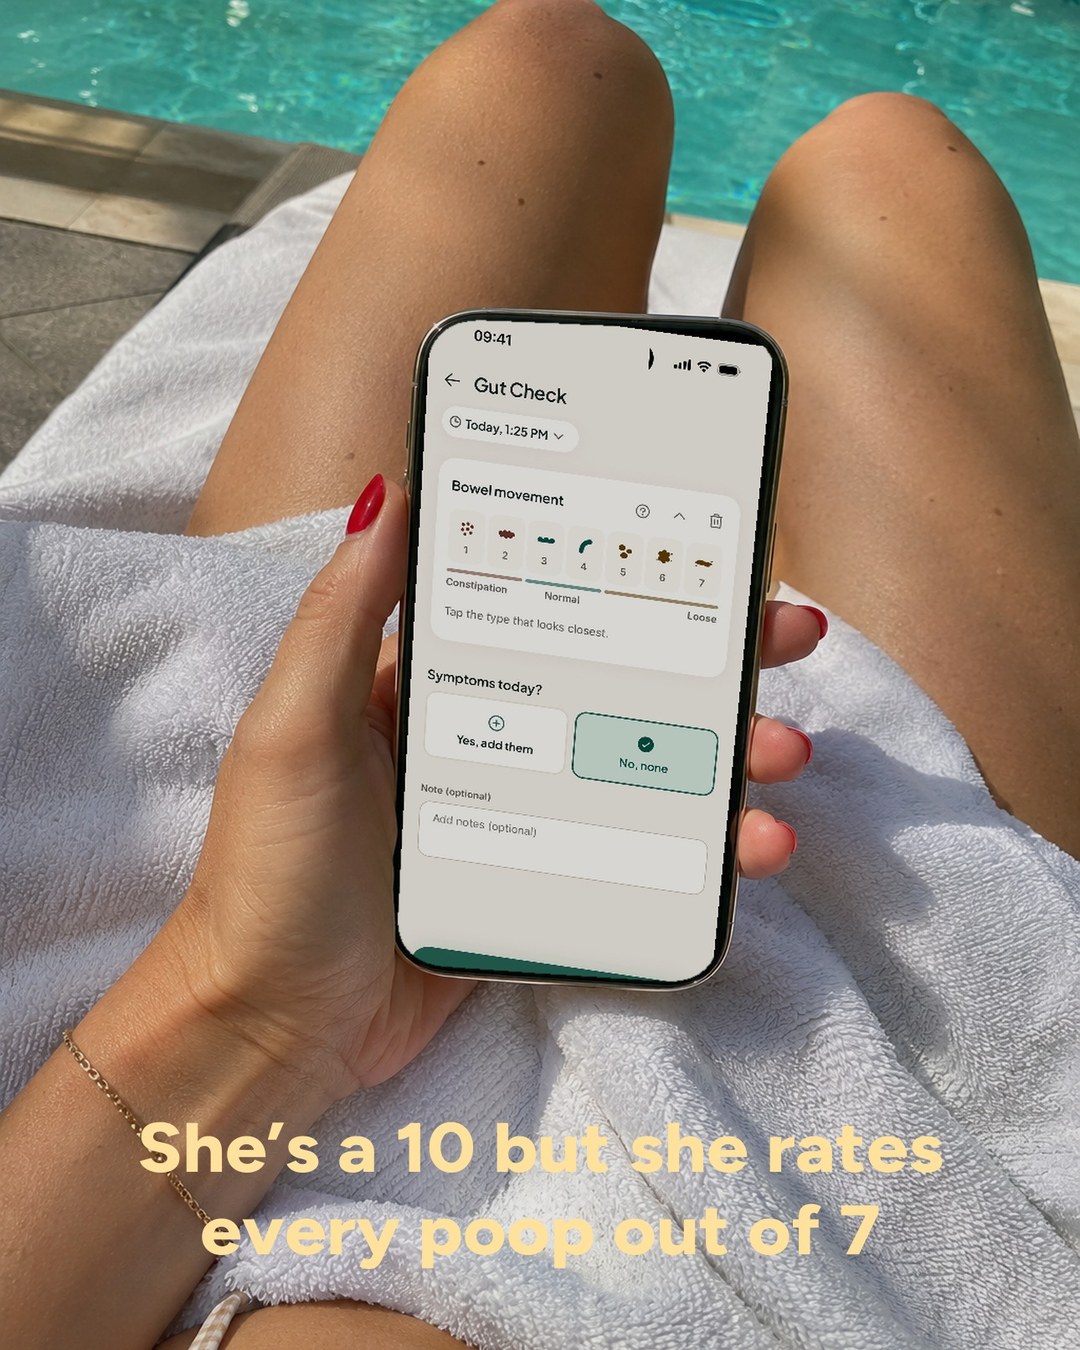 09:41
Gut Check
Today, 1:25 PM
Bowel movement
1 2 3 4 5 6 7
Constipation Normal Loose
Tap the type that looks closest.
Symptoms today?
Yes, add them
No, none
Note (optional)
Add notes (optional)
She's a 10 but she rates
every poop out of 7